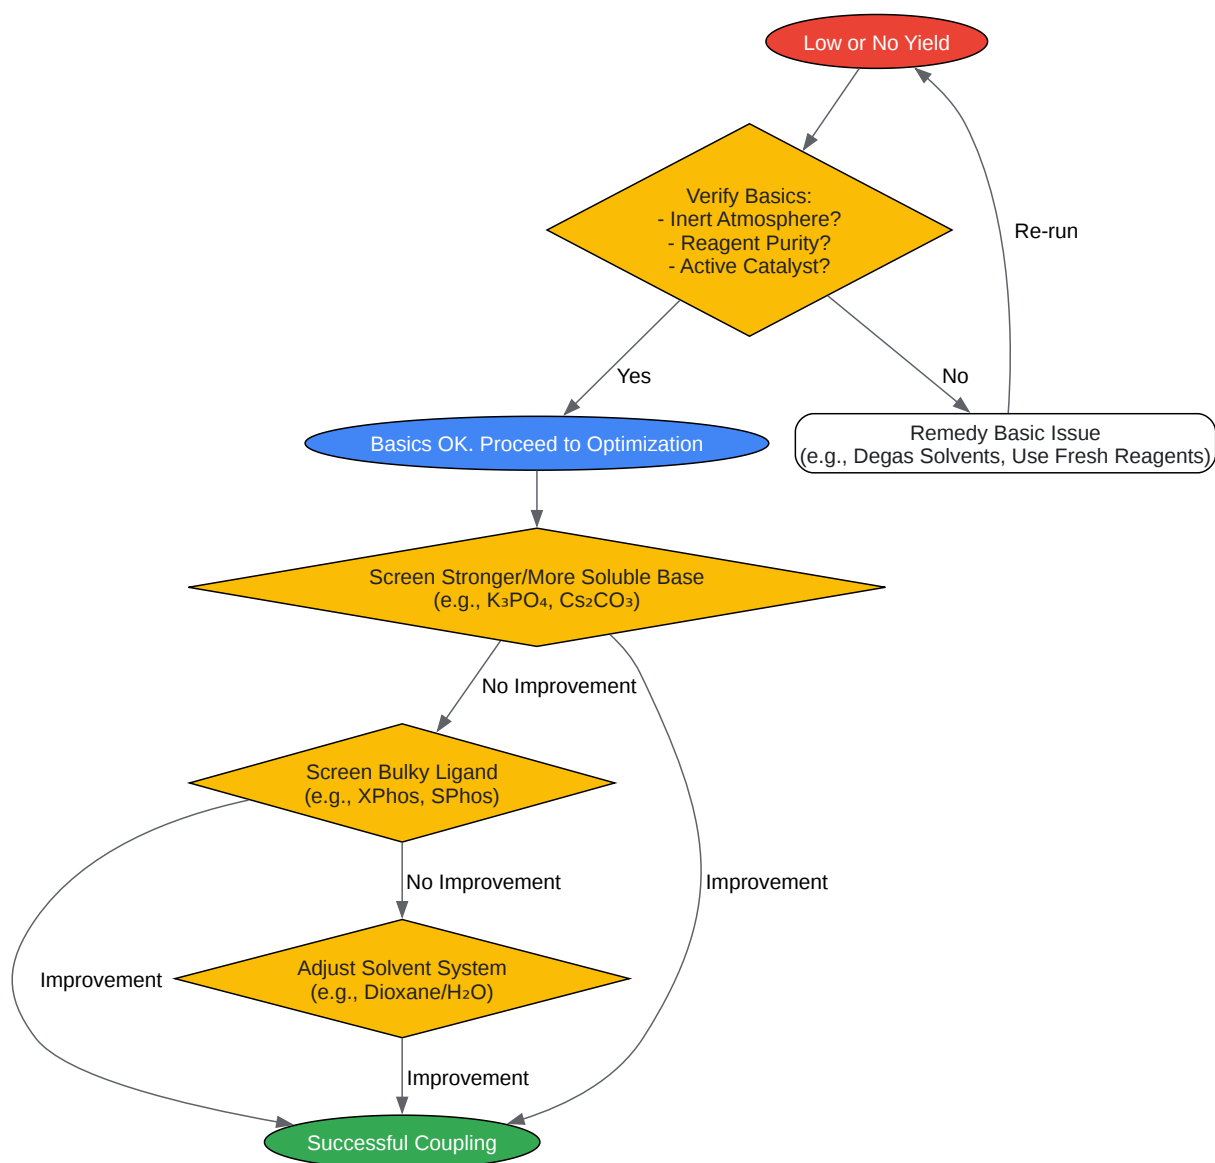 Low or No Yield
Verify Basics:
- Inert Atmosphere?
- Reagent Purity?
- Active Catalyst?
Re-run
Yes
No
Basics OK. Proceed to Optimization
Remedy Basic Issue
(e.g., Degas Solvents, Use Fresh Reagents)
Screen Stronger/More Soluble Base
(e.g., K₃PO₄, Cs₂CO₃)
No Improvement
Screen Bulky Ligand
(e.g., XPhos, SPhos)
No Improvement
Improvement
Adjust Solvent System
(e.g., Dioxane/H₂O)
Improvement
Improvement
Successful Coupling